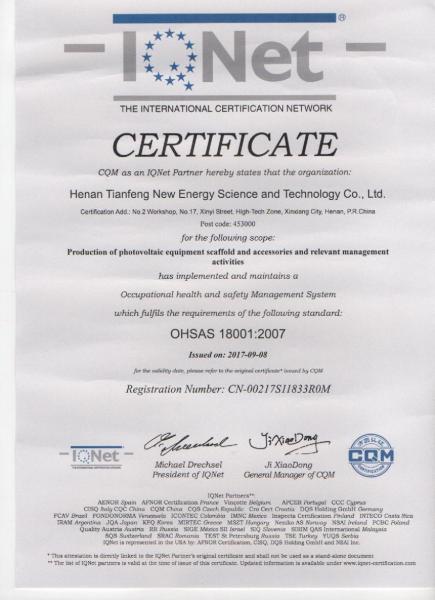 IQNet ®
THE INTERNATIONAL CERTIFICATION NETWORK
CERTIFICATE
CQM as an IQNet Partner hereby states that the organization:
Henan Tianfeng New Energy Science and Technology Co., Ltd.
Certification Add.: No.2 Workshop, No.17, Xinyi Street, High-Tech Zone, Xinxiang City, Henan, P.R.China
Post code: 453000
for the following scope:
Production of photovoltaic equipment scaffold and accessories and relevant management
activities
has implemented and maintains a
Occupational health and safety Management System
which fulfils the requirements of the following standard:
OHSAS 18001:2007
Issued on: 2017-09-08
for the validity date, please refer to the original certificate* issued by CQM
Registration Number: CN-00217S11833R0M
IQNet
Michael Drechsel
President of IQNet
Ji XiaoDong
Ji XiaoDong
General Manager of CQM
CQM
IQNet Partners**:
AENOR Spain AFNOR Certification France Vincotte Belgium APCER Portugal CCC Cyprus
CISQ Italy CQC China CQM China CQS Czech Republic Cro Cert Croatia DQS Holding GmbH Germany
FCAV Brazil FONDONORMA Venezuela ICONTEC Colombia IMNC Mexico Inspecta Certification Finland INTECO Costa Rica
IRAM Argentina JQA Japan KFQ Korea MIRTEC Greece MSZT Hungary Nemko AS Norway NSAI Ireland PCBC Poland
Quality Austria Austria RR Russia SIGE México SII Israel SIQ Slovenia SIRIM QAS International Malaysia
SQS Switzerland SRAC Romania TEST St Petersburg Russia TSE Turkey YUQS Serbia
IQNet is represented in the USA by: AFNOR Certification, CISQ, DQS Holding GmbH and NSAI Inc.
* This attestation is directly linked to the IQNet Partner's original certificate and shall not be used as a stand-alone document
** The list of IQNet partners is valid at the time of issue of this certificate. Updated information is available under www.iqnet-certification.com